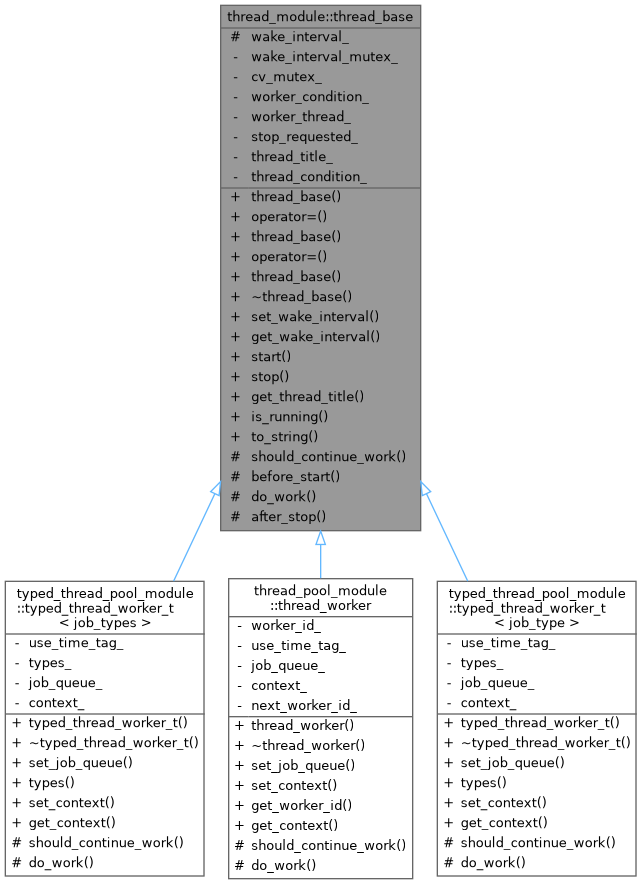 thread_module::thread_base
# wake_interval_
- wake_interval_mutex_
- cv_mutex_
- worker_condition_
- worker_thread_
- stop_requested_
- thread_title_
- thread_condition_
+ thread_base()
+ operator=()
+ thread_base()
+ operator=()
+ thread_base()
+ ~thread_base()
+ set_wake_interval()
+ get_wake_interval()
+ start()
+ stop()
+ get_thread_title()
+ is_running()
+ to_string()
# should_continue_work()
# before_start()
# do_work()
# after_stop()
typed_thread_pool_module
::typed_thread_worker_t
< job_types >
- use_time_tag_
- types_
- job_queue_
- context_
+ typed_thread_worker_t()
+ ~typed_thread_worker_t()
+ set_job_queue()
+ types()
+ set_context()
+ get_context()
# should_continue_work()
# do_work()
thread_pool_module
::thread_worker
- worker_id_
- use_time_tag_
- job_queue_
- context_
- next_worker_id_
+ thread_worker()
+ ~thread_worker()
+ set_job_queue()
+ set_context()
+ get_worker_id()
+ get_context()
# should_continue_work()
# do_work()
typed_thread_pool_module
::typed_thread_worker_t
< job_type >
- use_time_tag_
- types_
- job_queue_
- context_
+ typed_thread_worker_t()
+ ~typed_thread_worker_t()
+ set_job_queue()
+ types()
+ set_context()
+ get_context()
# should_continue_work()
# do_work()